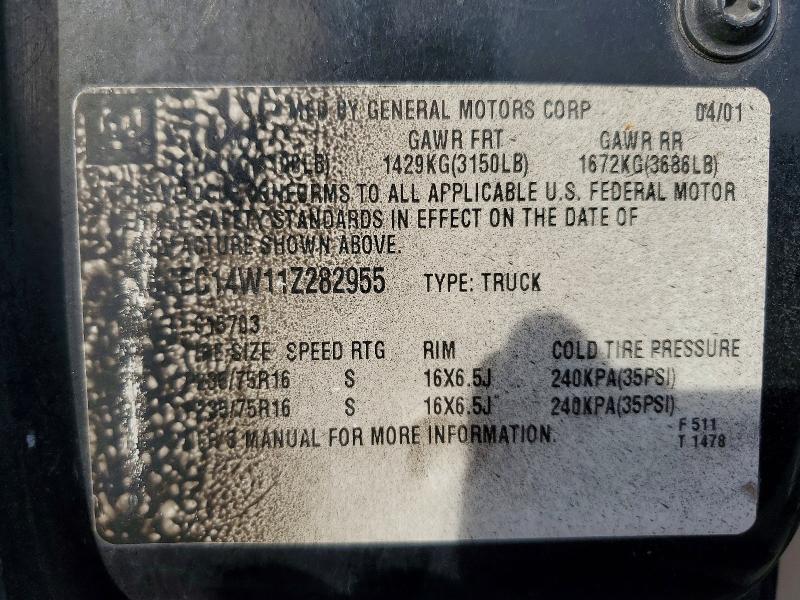 MFD BY GENERAL MOTORS CORP 04/01
GAWR FRT GAWR RR
1429KG(3150LB) 1672KG(3686LB)
CONFORMS TO ALL APPLICABLE U.S. FEDERAL MOTOR
SAFETY STANDARDS IN EFFECT ON THE DATE OF
SHOWN ABOVE.
EC14W11Z282955 TYPE: TRUCK
TIRE SIZE SPEED RTG RIM COLD TIRE PRESSURE
P235/75R16 S 16X6.5J 240KPA(35PSI)
P235/75R16 S 16X6.5J 240KPA(35PSI)
MANUAL FOR MORE INFORMATION.
F 511
T 1478